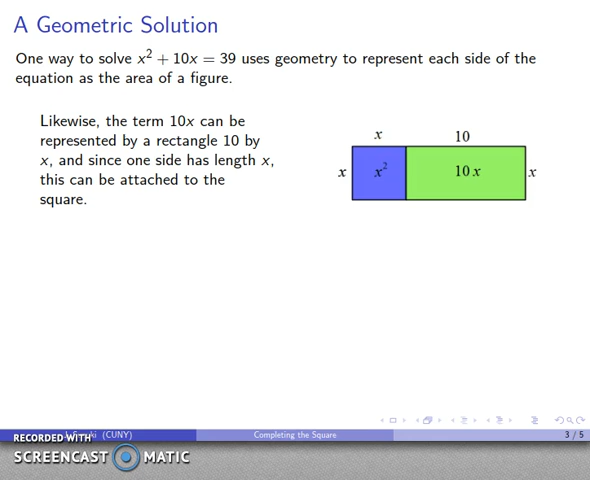 A Geometric Solution
One way to solve x² + 10x = 39 uses geometry to represent each side of the
equation as the area of a figure.
Likewise, the term 10x can be
represented by a rectangle 10 by
x, and since one side has length x,
this can be attached to the
square.
x 10
x x² 10x x
(CUNY) Completing the Square 3 / 5
RECORDED WITH
SCREENCAST MATIC